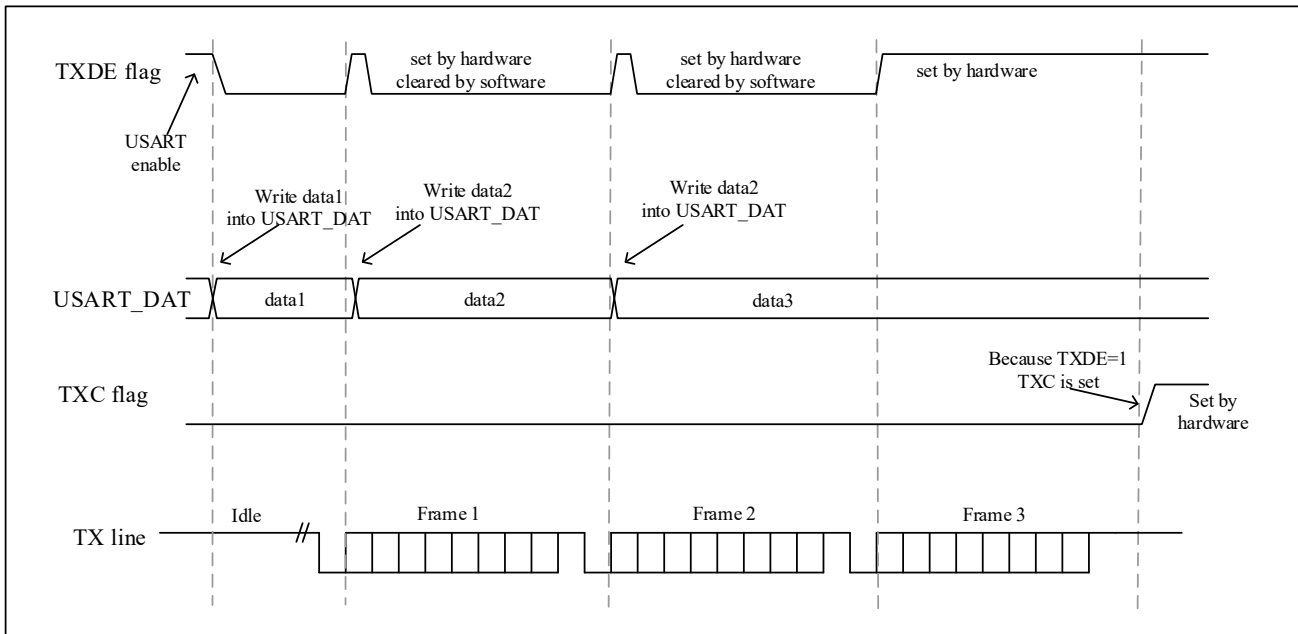 TXDE flag
set by hardware
cleared by software
set by hardware
cleared by software
set by hardware
USART
enable
Write data1
into USART_DAT
Write data2
into USART_DAT
Write data2
into USART_DAT
USART_DAT
data1
data2
data3
Because TXDE=1
TXC is set
TXC flag
Set by
hardware
Idle
Frame 1
Frame 2
Frame 3
TX line